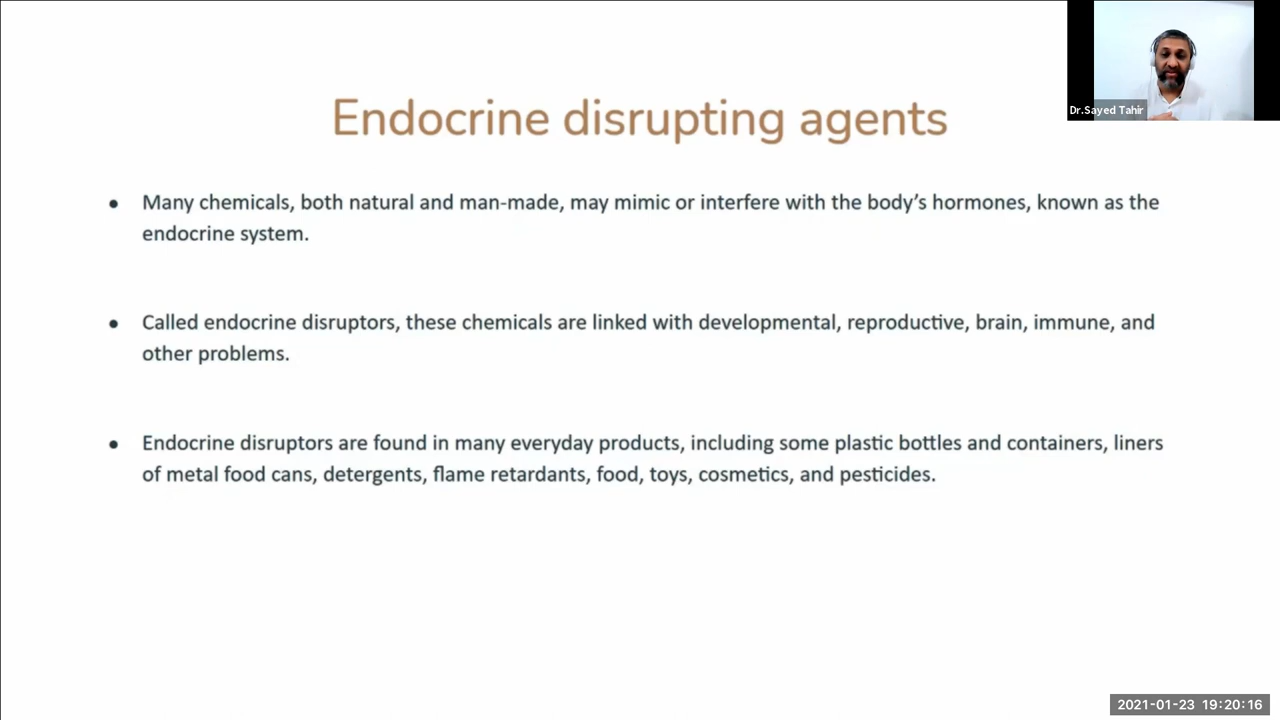 Endocrine disrupting agents
Dr.Sayed Tahir
● Many chemicals, both natural and man-made, may mimic or interfere with the body’s hormones, known as the
endocrine system.
● Called endocrine disruptors, these chemicals are linked with developmental, reproductive, brain, immune, and
other problems.
● Endocrine disruptors are found in many everyday products, including some plastic bottles and containers, liners
of metal food cans, detergents, flame retardants, food, toys, cosmetics, and pesticides.
2021-01-23 19:20:16